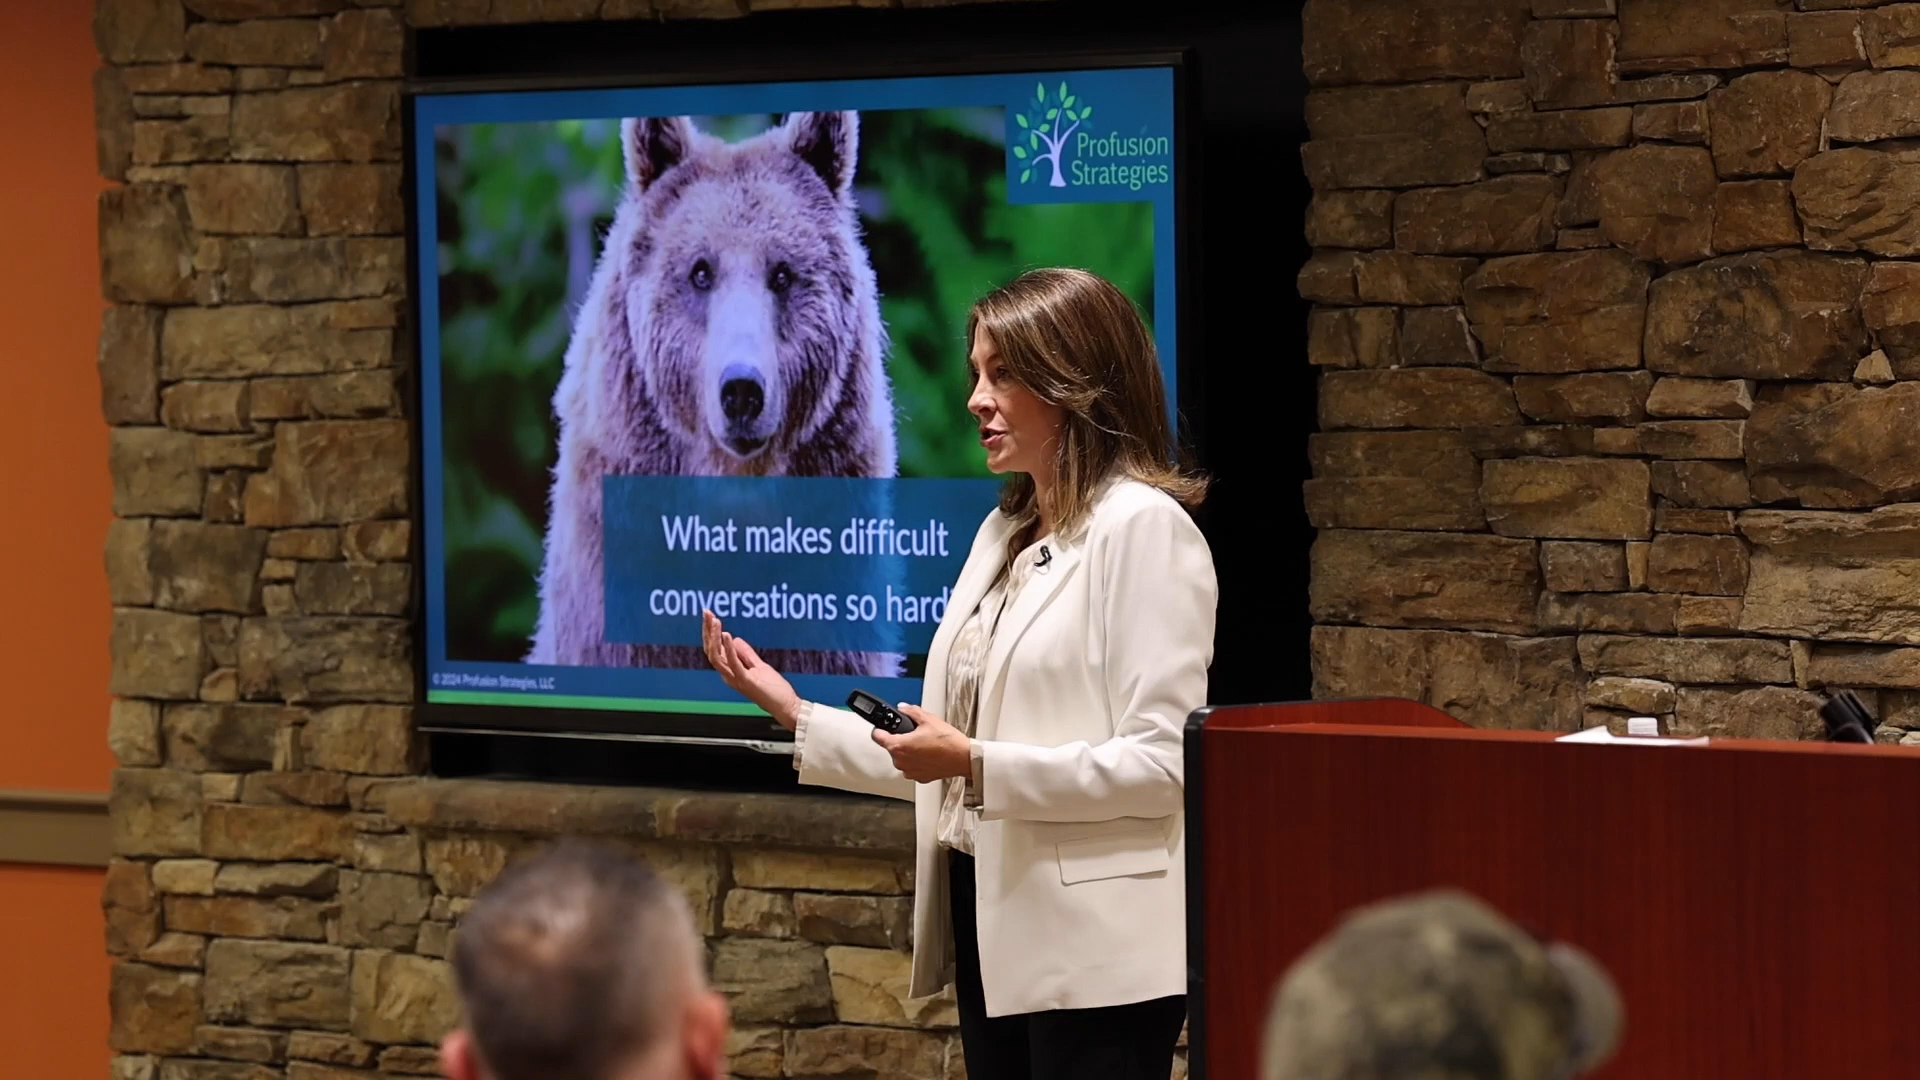 Profusion
Strategies
What makes difficult
conversations so hard
© 2024 Profusion Strategies, LLC